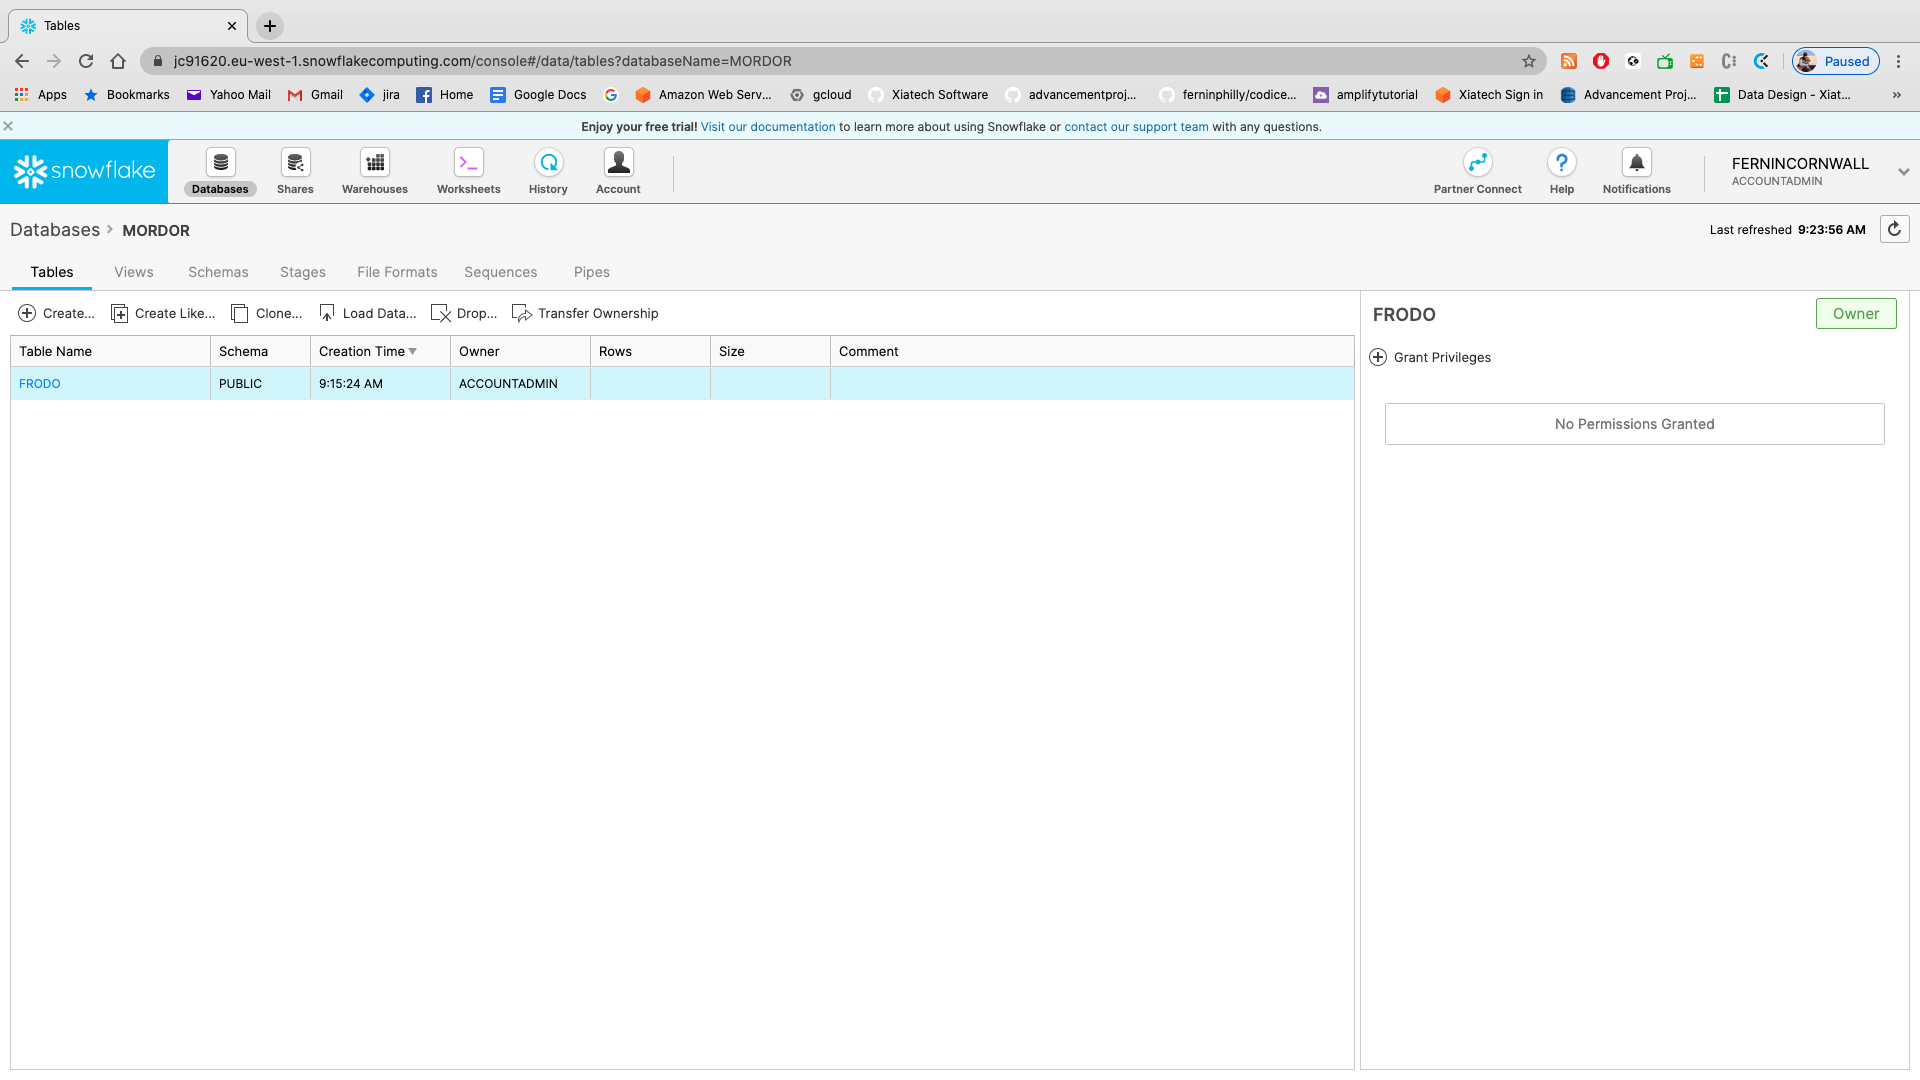 Tables
jc91620.eu-west-1.snowflakecomputing.com/console#/data/tables?databaseName=MORDOR
Paused
Apps Bookmarks Yahoo Mail Gmail jira Home Google Docs Amazon Web Serv... gcloud Xiatech Software advancementproj... ferninphilly/codice... amplifytutorial Xiatech Sign in Advancement Proj... Data Design - Xiat... »
Enjoy your free trial! Visit our documentation to learn more about using Snowflake or contact our support team with any questions.
snowflake
Databases Shares Warehouses Worksheets History Account
Partner Connect Help Notifications
FERNINCORNWALL
ACCOUNTADMIN
Databases > MORDOR
Last refreshed 9:23:56 AM
Tables Views Schemas Stages File Formats Sequences Pipes
Create... Create Like... Clone... Load Data... Drop... Transfer Ownership
Table Name Schema Creation Time Owner Rows Size Comment
FRODO PUBLIC 9:15:24 AM ACCOUNTADMIN
FRODO
Owner
Grant Privileges
No Permissions Granted